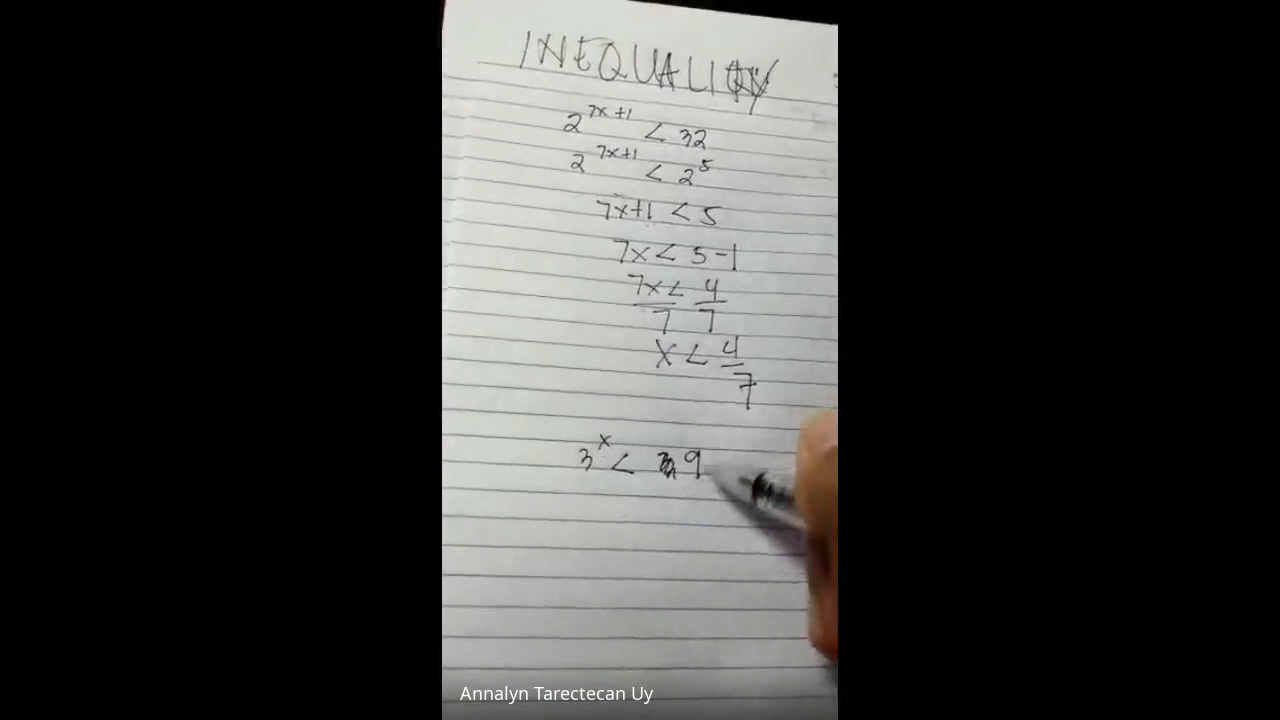 INEQUALITY
2^{7x+1} < 32
2^{7x+1} < 2^5
7x+1 < 5
7x < 5-1
7x < 4
7 7
x < 4
7
3^x < 9
Annalyn Tarectecan Uy